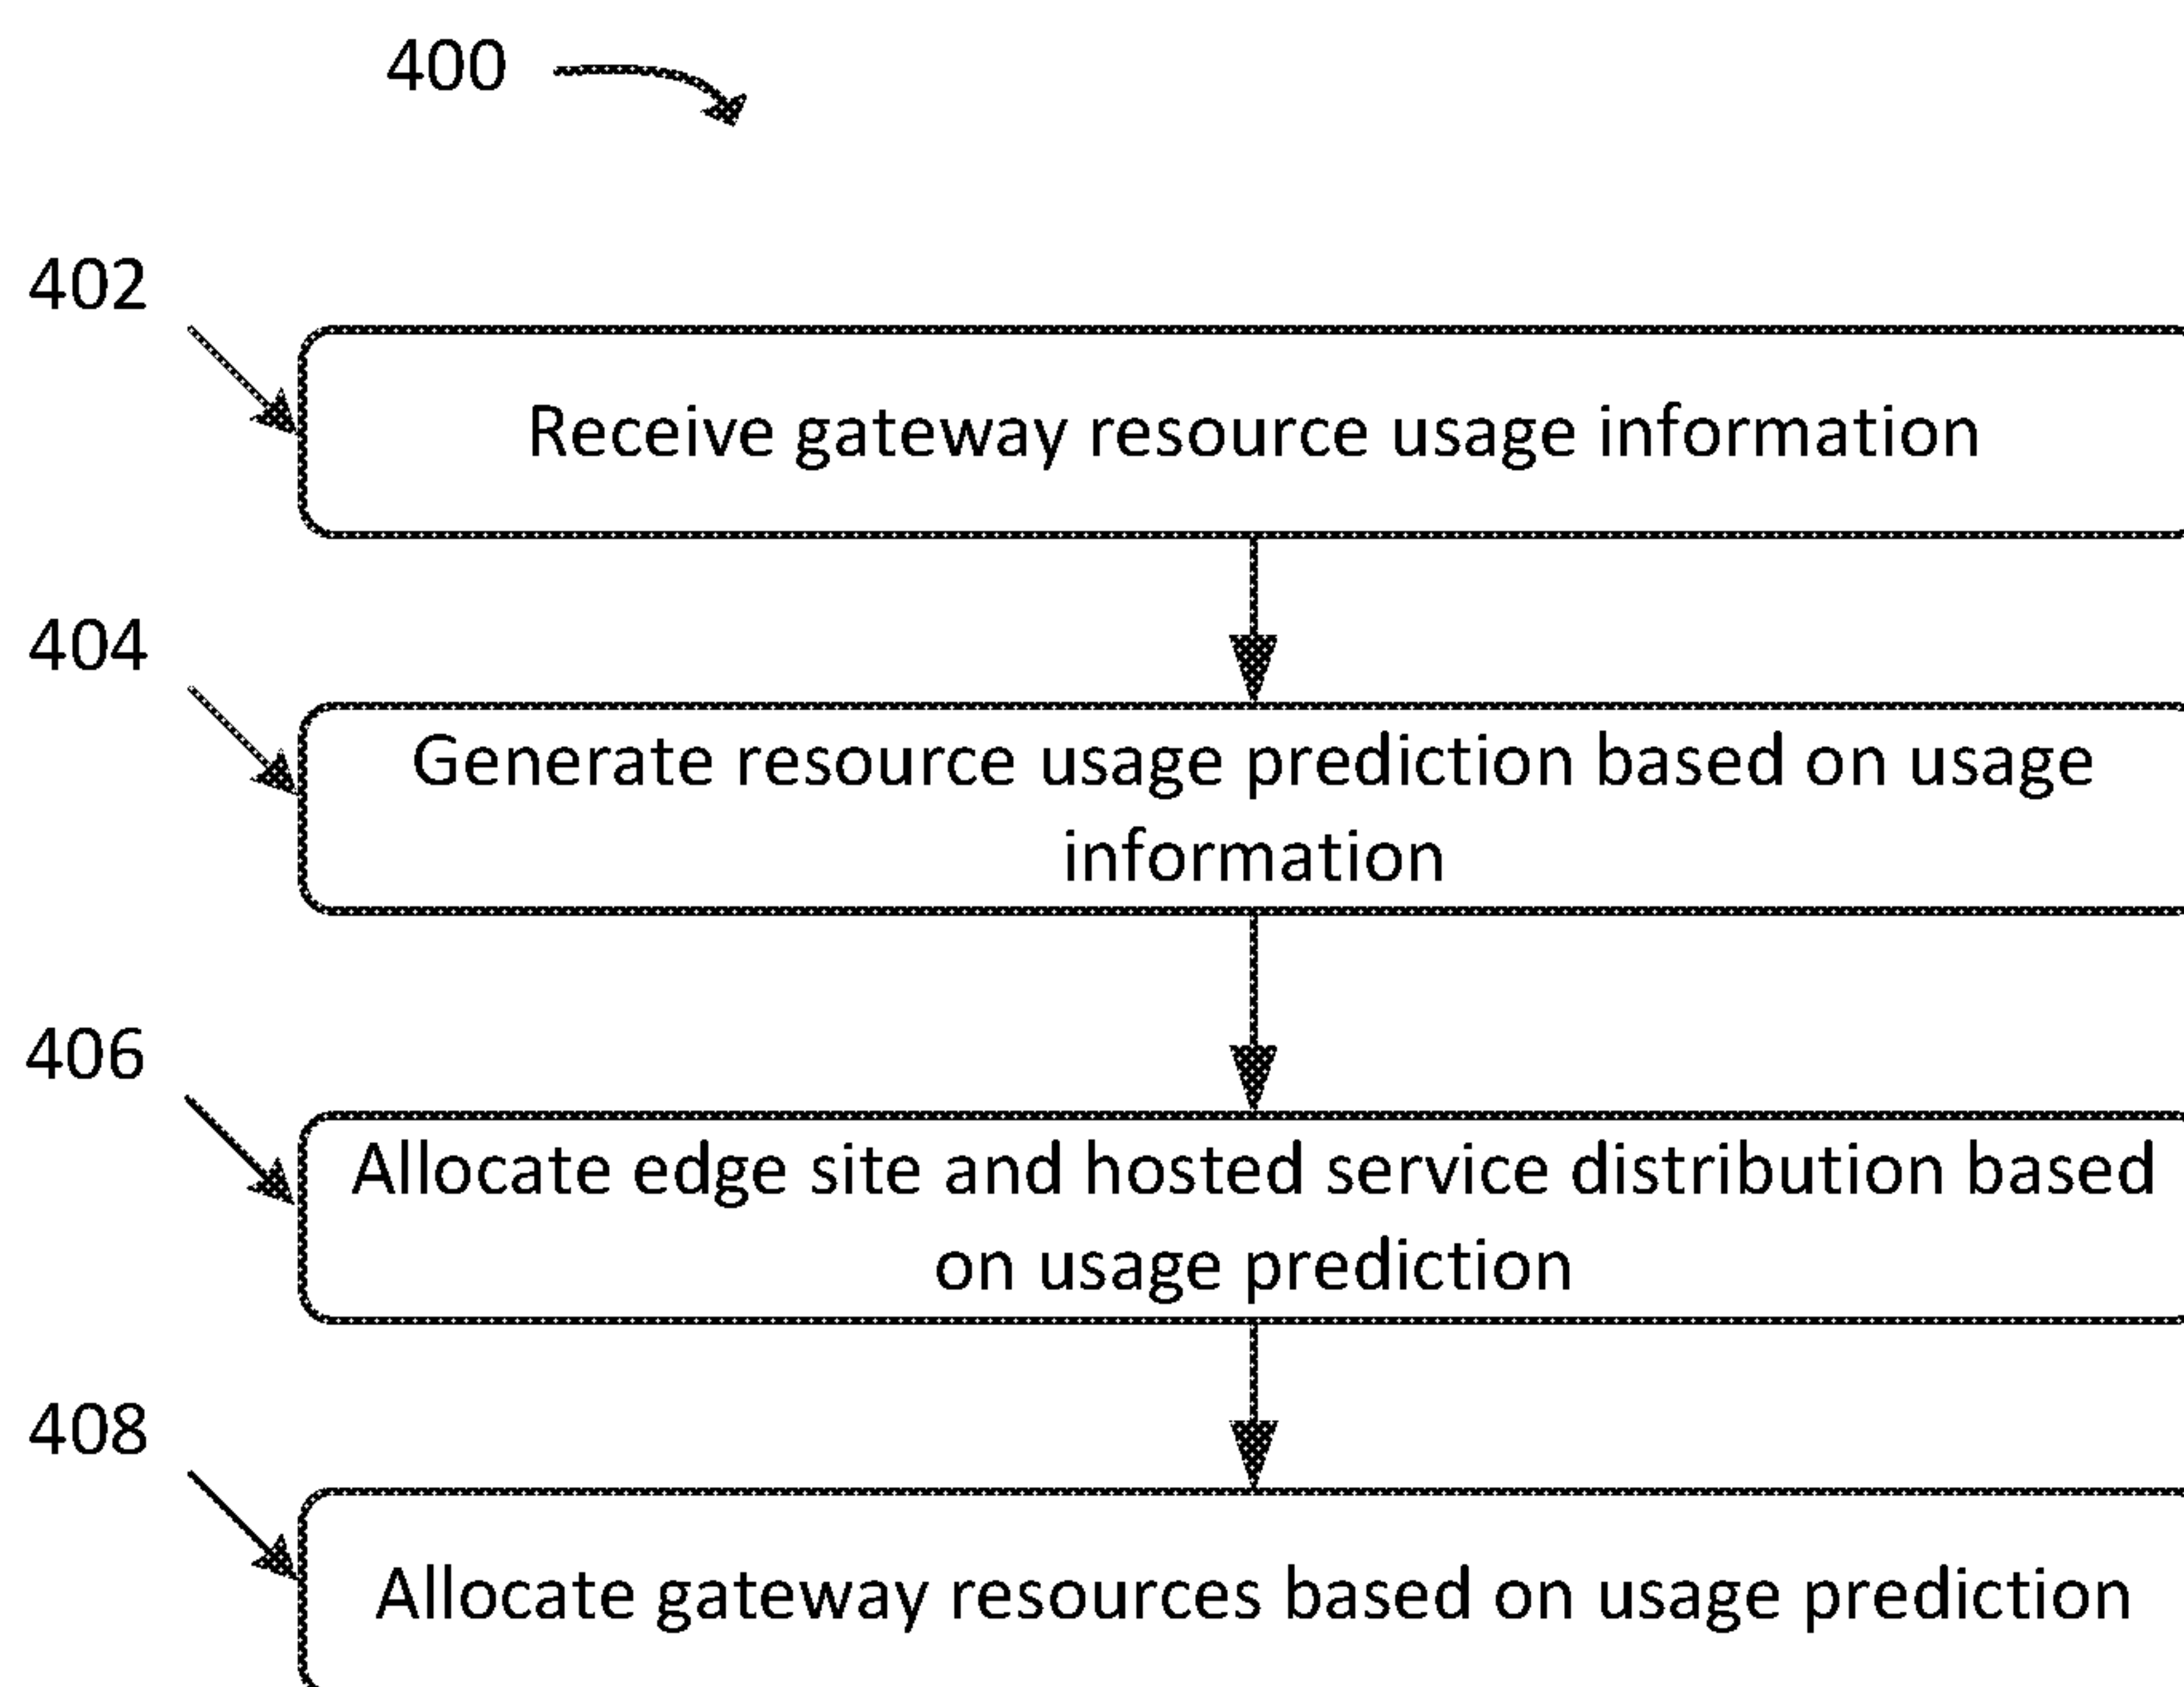 400
402
Receive gateway resource usage information
404
Generate resource usage prediction based on usage
information
406
Allocate edge site and hosted service distribution based
on usage prediction
408
Allocate gateway resources based on usage prediction